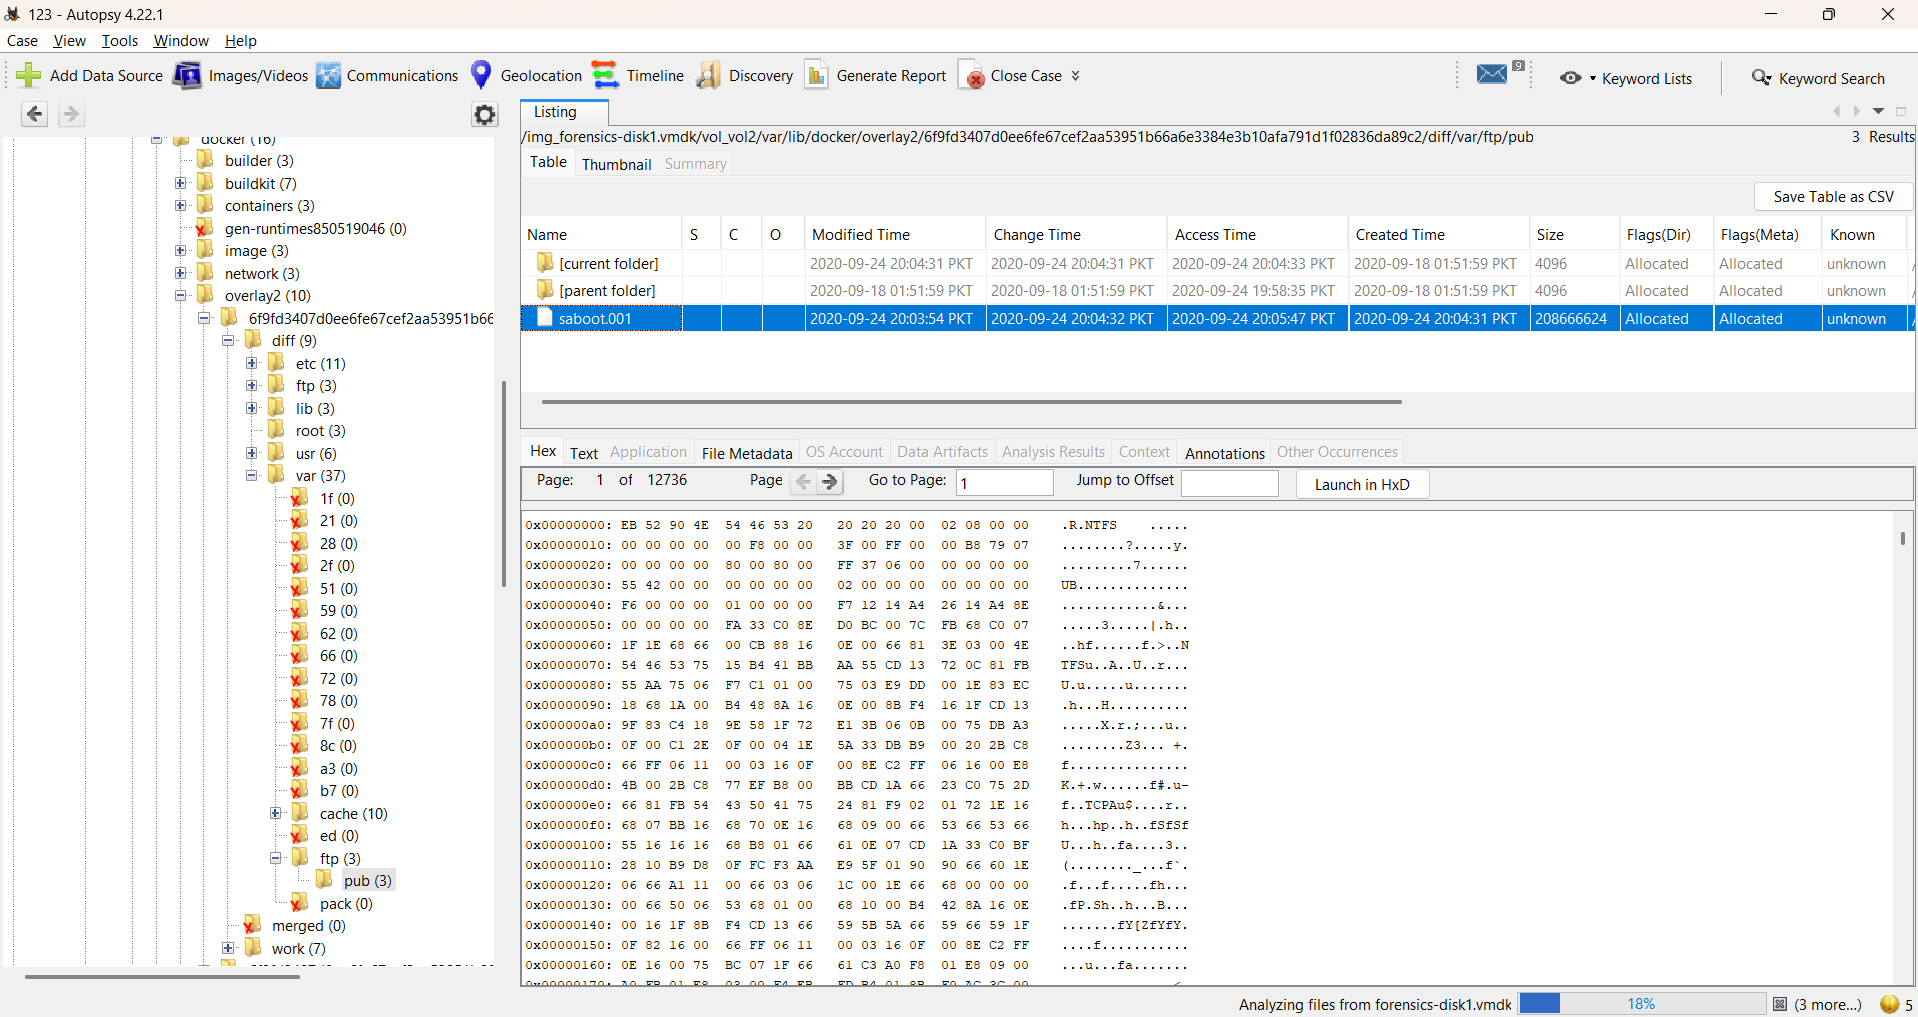 123 - Autopsy 4.22.1
Case View Tools Window Help
Add Data Source Images/Videos Communications Geolocation Timeline Discovery Generate Report Close Case 9 Keyword Lists Keyword Search
Listing
/img_forensics-disk1.vmdk/vol_vol2/var/lib/docker/overlay2/6f9fd3407d0ee6fe67cef2aa53951b66a6e3384e3b10afa791d1f02836da89c2/diff/var/ftp/pub 3 Results
Table Thumbnail Summary
Save Table as CSV
Name S C O Modified Time Change Time Access Time Created Time Size Flags(Dir) Flags(Meta) Known
[current folder] 2020-09-24 20:04:31 PKT 2020-09-24 20:04:31 PKT 2020-09-24 20:04:33 PKT 2020-09-18 01:51:59 PKT 4096 Allocated Allocated unknown
[parent folder] 2020-09-18 01:51:59 PKT 2020-09-18 01:51:59 PKT 2020-09-24 19:58:35 PKT 2020-09-18 01:51:59 PKT 4096 Allocated Allocated unknown
saboot.001 2020-09-24 20:03:54 PKT 2020-09-24 20:04:32 PKT 2020-09-24 20:05:47 PKT 2020-09-24 20:04:31 PKT 208666624 Allocated Allocated unknown
docker (16)
builder (3)
buildkit (7)
containers (3)
gen-runtimes850519046 (0)
image (3)
network (3)
overlay2 (10)
6f9fd3407d0ee6fe67cef2aa53951b66
diff (9)
etc (11)
ftp (3)
lib (3)
root (3)
usr (6)
var (37)
1f (0)
21 (0)
28 (0)
2f (0)
51 (0)
59 (0)
62 (0)
66 (0)
72 (0)
78 (0)
7f (0)
8c (0)
a3 (0)
b7 (0)
cache (10)
ed (0)
ftp (3)
pub (3)
pack (0)
merged (0)
work (7)
Hex Text Application File Metadata OS Account Data Artifacts Analysis Results Context Annotations Other Occurrences
Page: 1 of 12736 Page Go to Page: 1 Jump to Offset Launch in HxD
0x00000000: EB 52 90 4E 54 46 53 20 20 20 20 00 02 08 00 00 .R.NTFS .....
0x00000010: 00 00 00 00 00 F8 00 00 3F 00 FF 00 00 B8 79 07 ........?.....y.
0x00000020: 00 00 00 00 80 00 80 00 FF 37 06 00 00 00 00 00 .........7......
0x00000030: 55 42 00 00 00 00 00 00 02 00 00 00 00 00 00 00 UB..............
0x00000040: F6 00 00 00 01 00 00 00 F7 12 14 A4 26 14 A4 8E ............&...
0x00000050: 00 00 00 00 FA 33 C0 8E D0 BC 00 7C FB 68 C0 07 .....3.....|.h..
0x00000060: 1F 1E 68 66 00 CB 88 16 0E 00 66 81 3E 03 00 4E ..hf......f.>..N
0x00000070: 54 46 53 75 15 B4 41 BB AA 55 CD 13 72 0C 81 FB TFSu..A..U..r...
0x00000080: 55 AA 75 06 F7 C1 01 00 75 03 E9 DD 00 1E 83 EC U.u.....u.......
0x00000090: 18 68 1A 00 B4 48 8A 16 0E 00 8B F4 16 1F CD 13 .h...H..........
0x000000a0: 9F 83 C4 18 9E 58 1F 72 E1 3B 06 0B 00 75 DB A3 .....X.r.;...u..
0x000000b0: 0F 00 C1 2E 0F 00 04 1E 5A 33 DB B9 00 20 2B C8 ........Z3... +.
0x000000c0: 66 FF 06 11 00 03 16 0F 00 8E C2 FF 06 16 00 E8 f...............
0x000000d0: 4B 00 2B C8 77 EF B8 00 BB CD 1A 66 23 C0 75 2D K.+.w......f#.u-
0x000000e0: 66 81 FB 54 43 50 41 75 24 81 F9 02 01 72 1E 16 f..TCPAu$....r..
0x000000f0: 68 07 BB 16 68 70 0E 16 68 09 00 66 53 66 53 66 h...hp..h..fSfSf
0x00000100: 55 16 16 16 68 B8 01 66 61 0E 07 CD 1A 33 C0 BF U...h..fa....3..
0x00000110: 28 10 B9 D8 0F FC F3 AA E9 5F 01 90 90 66 60 1E (........_...f`.
0x00000120: 06 66 A1 11 00 66 03 06 1C 00 1E 66 68 00 00 00 .f...f.....fh...
0x00000130: 00 66 50 06 53 68 01 00 68 10 00 B4 42 8A 16 0E .fP.Sh..h...B...
0x00000140: 00 16 1F 8B F4 CD 13 66 59 5B 5A 66 59 66 59 1F .......fY[ZfYfY.
0x00000150: 0F 82 16 00 66 FF 06 11 00 03 16 0F 00 8E C2 FF ....f...........
0x00000160: 0E 16 00 75 BC 07 1F 66 61 C3 A0 F8 01 E8 09 00 ...u...fa.......
Analyzing files from forensics-disk1.vmdk 18% (3 more...) 5